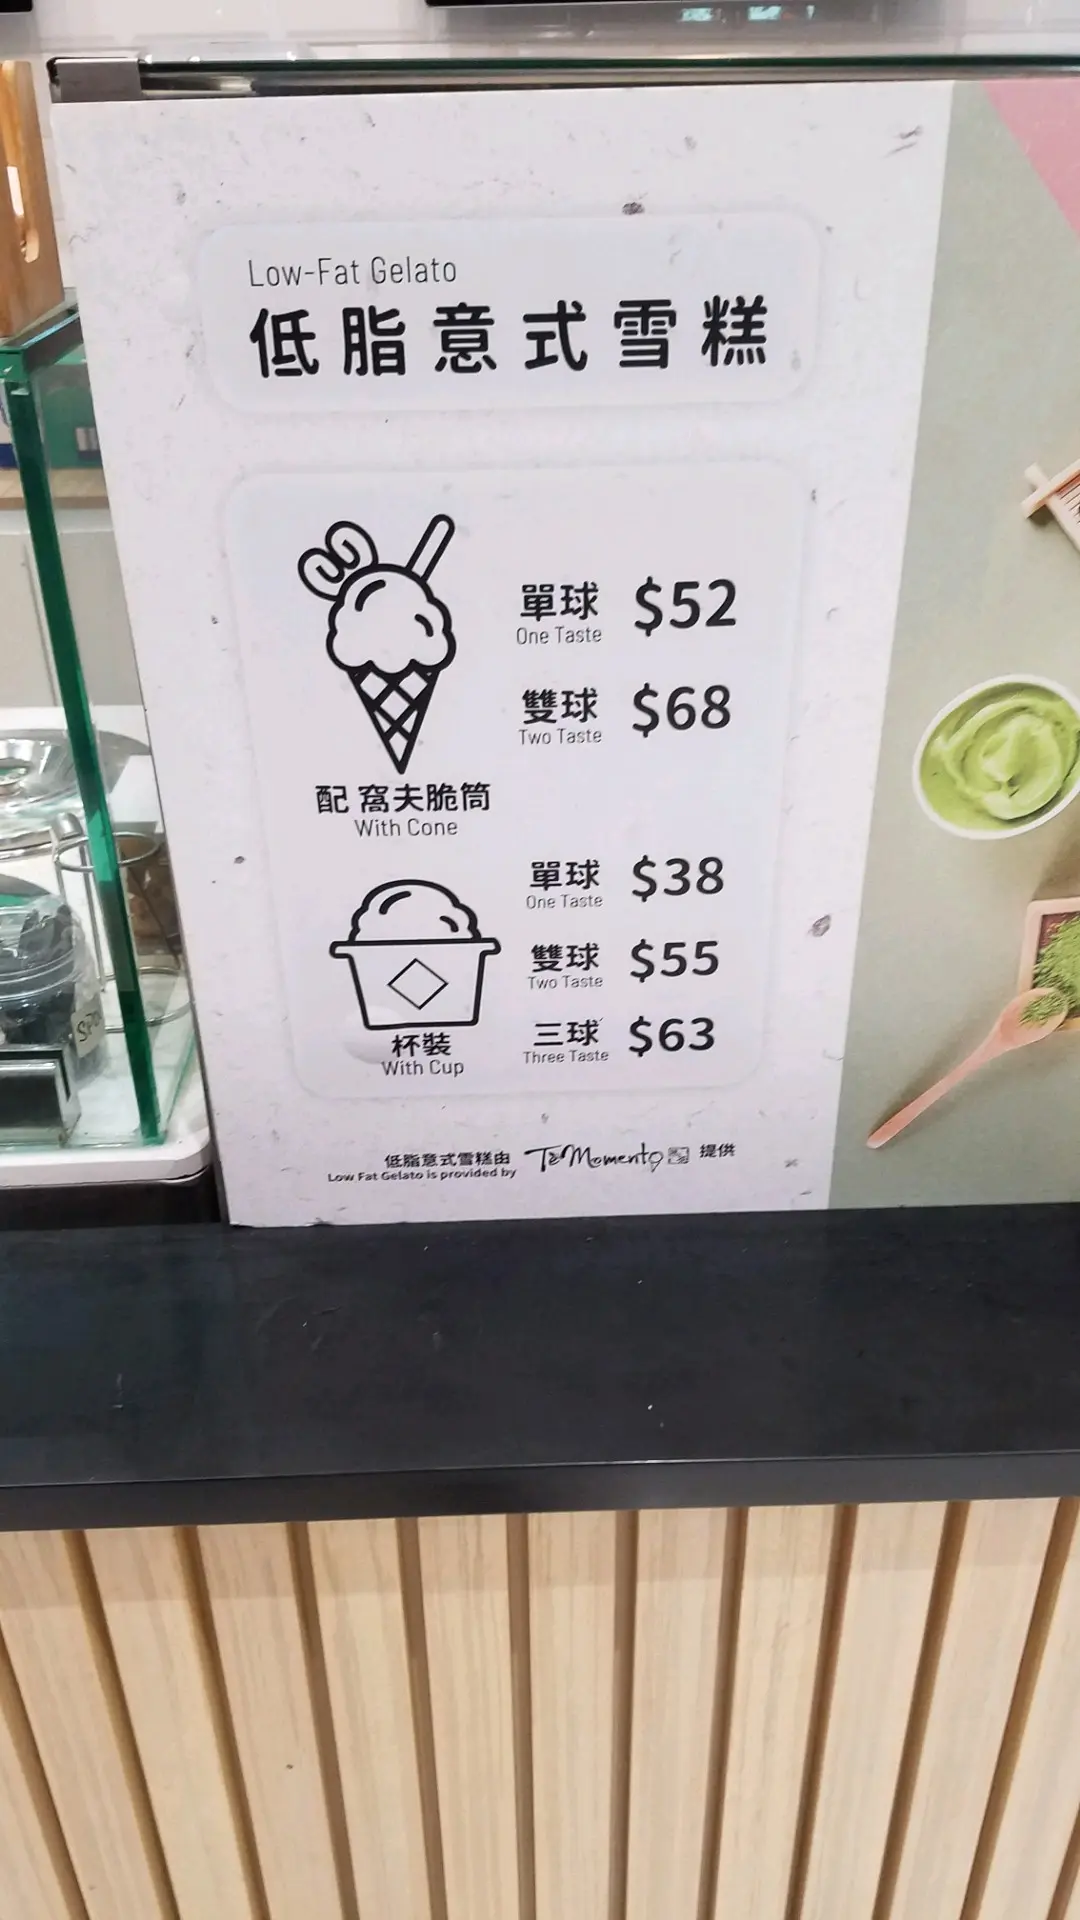 Low-Fat Gelato
低脂意式雪糕
單球 $52
One Taste
雙球 $68
Two Taste
配 窩夫脆筒
With Cone
單球 $38
One Taste
雙球 $55
Two Taste
三球 $63
Three Taste
杯裝
With Cup
低脂意式雪糕由 TeMomento 提供
Low Fat Gelato is provided by